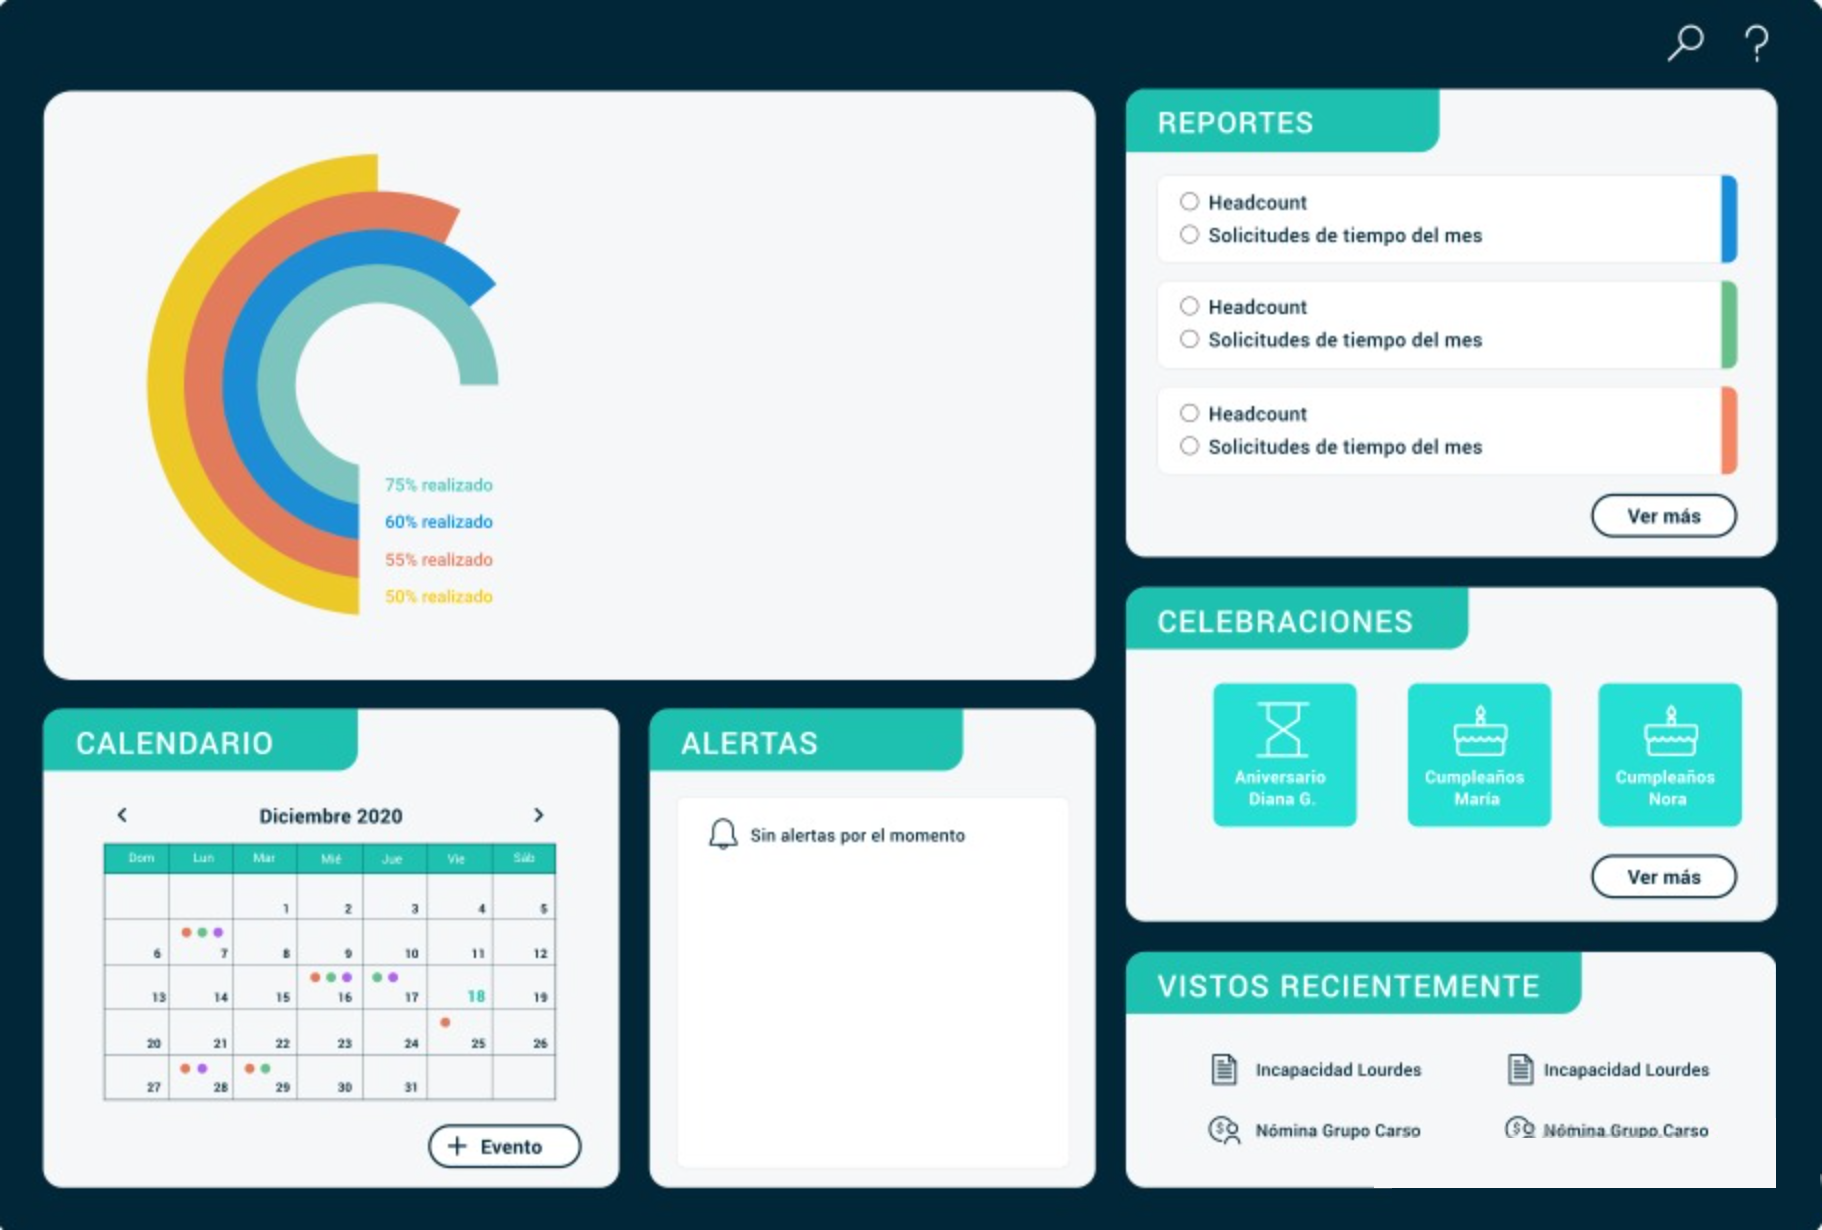 75% realizado
60% realizado
55% realizado
50% realizado
REPORTES
Headcount
Solicitudes de tiempo del mes
Headcount
Solicitudes de tiempo del mes
Headcount
Solicitudes de tiempo del mes
Ver más
CELEBRACIONES
Aniversario
Diana G.
Cumpleaños
María
Cumpleaños
Nora
Ver más
CALENDARIO
Diciembre 2020
Dom Lun Mar Mié Jue Vie Sáb
1 2 3 4 5
6 7 8 9 10 11 12
13 14 15 16 17 18 19
20 21 22 23 24 25 26
27 28 29 30 31
+ Evento
ALERTAS
Sin alertas por el momento
VISTOS RECIENTEMENTE
Incapacidad Lourdes
Incapacidad Lourdes
Nómina Grupo Carso
Nómina Grupo Carso